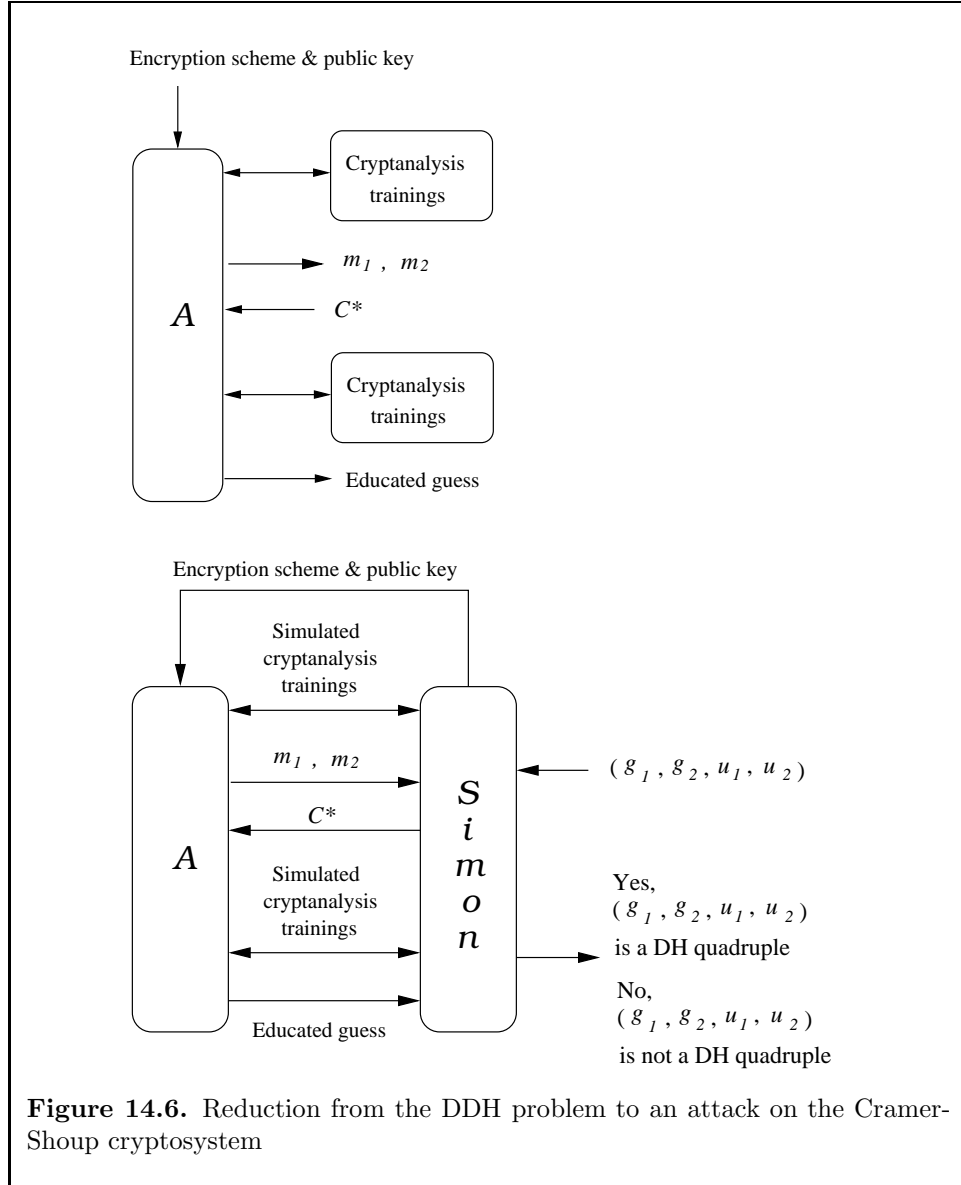 Encryption scheme & public key
Cryptanalysis
trainings
m1 , m2
A
C*
Cryptanalysis
trainings
Educated guess
Encryption scheme & public key
Simulated
cryptanalysis
trainings
m1 , m2
( g1 , g2 , u1 , u2 )
C*
A
S
i
m
o
n
Simulated
cryptanalysis
trainings
Yes,
( g1 , g2 , u1 , u2 )
is a DH quadruple
No,
( g1 , g2 , u1 , u2 )
is not a DH quadruple
Educated guess
Figure 14.6. Reduction from the DDH problem to an attack on the Cramer-
Shoup cryptosystem